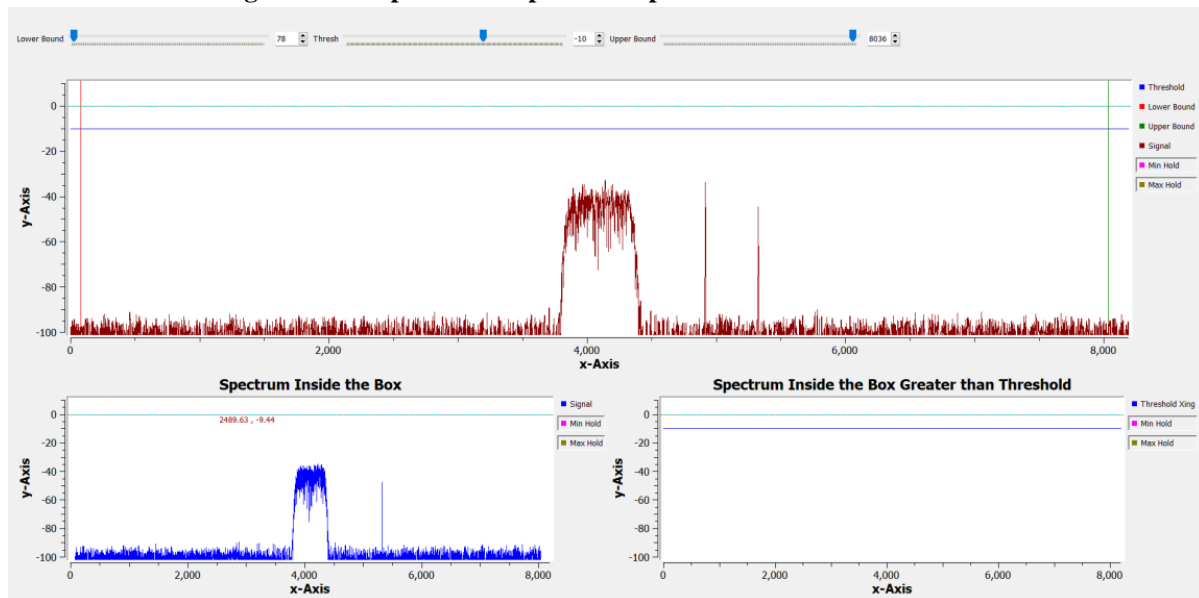 Lower Bound 78 Thresh -10 Upper Bound 8036
Threshold
Lower Bound
Upper Bound
Signal
Min Hold
Max Hold
y-Axis
0
-20
-40
-60
-80
-100
0 2,000 4,000 6,000 8,000
x-Axis
Spectrum Inside the Box
Signal
Min Hold
Max Hold
2489.63 , -9.44
y-Axis
0
-20
-40
-60
-80
-100
0 2,000 4,000 6,000 8,000
x-Axis
Spectrum Inside the Box Greater than Threshold
Threshold Xing
Min Hold
Max Hold
y-Axis
0
-20
-40
-60
-80
-100
0 2,000 4,000 6,000 8,000
x-Axis